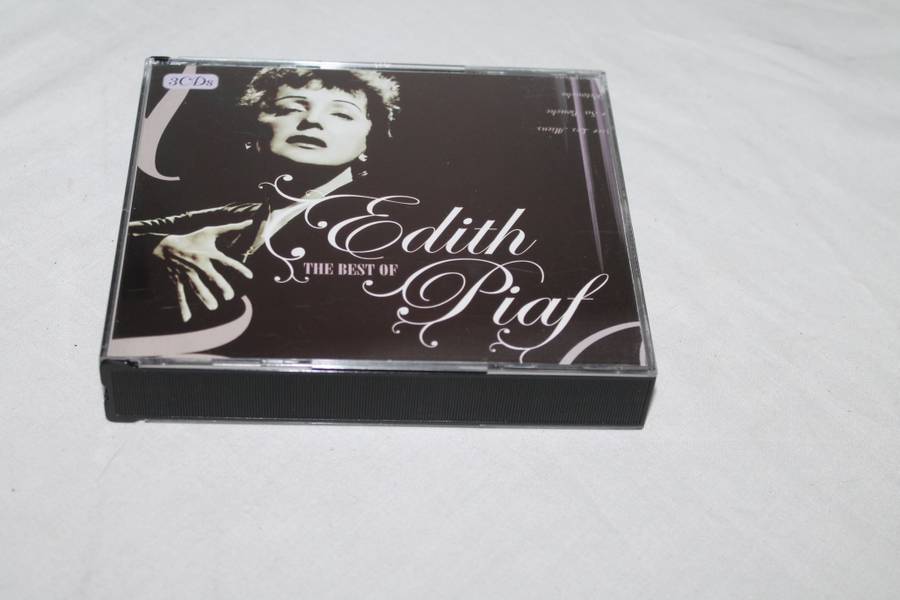 3CDs
Edith
THE BEST OF
Piaf